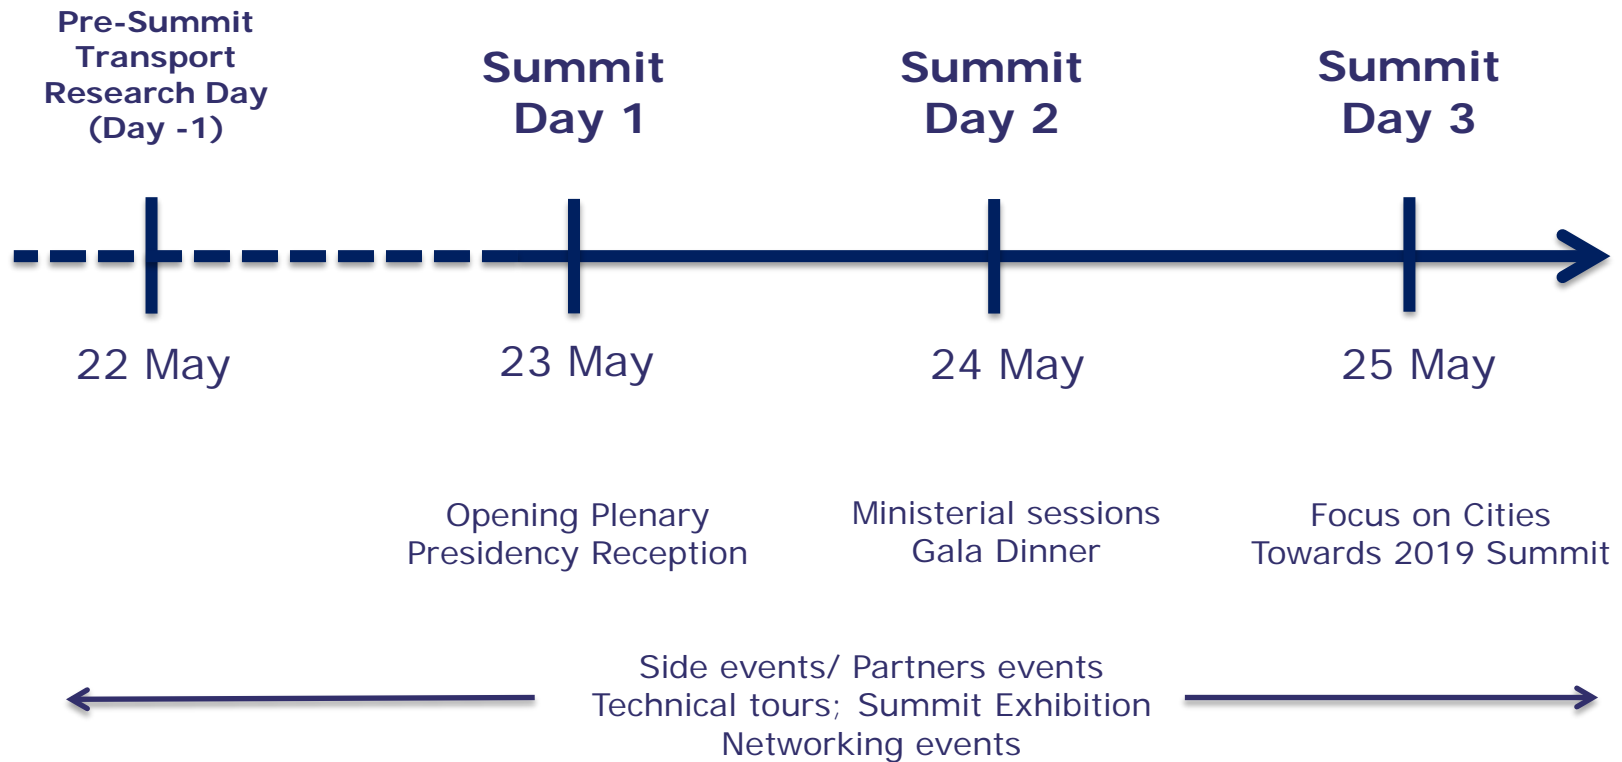 Pre-Summit
Transport
Research Day
(Day -1)
Summit
Day 1
Summit
Day 2
Summit
Day 3
22 May
23 May
24 May
25 May
Opening Plenary
Presidency Reception
Ministerial sessions
Gala Dinner
Focus on Cities
Towards 2019 Summit
Side events/ Partners events
Technical tours; Summit Exhibition
Networking events